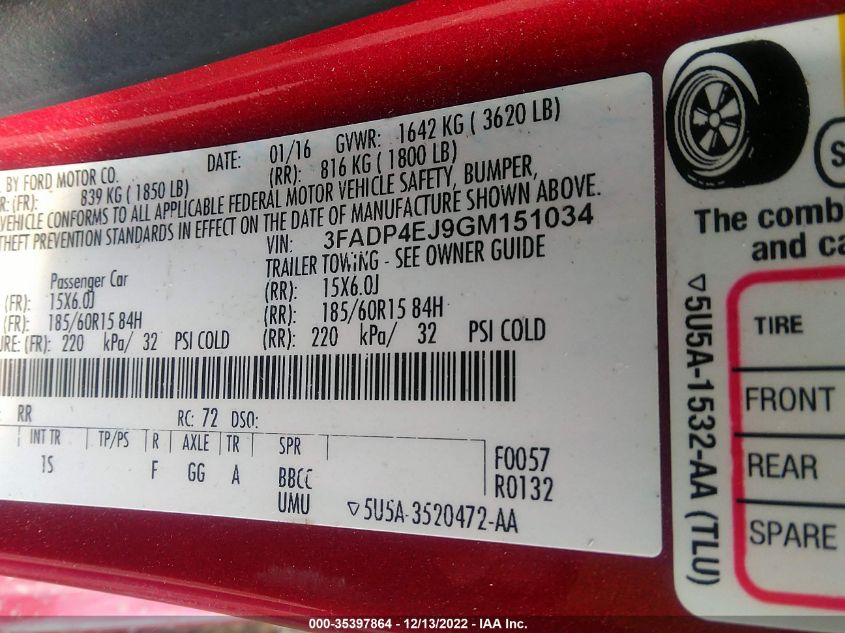 BY FORD MOTOR CO.
DATE: 01/16 GVWR: 1642 KG ( 3620 LB)
(FR): 839 KG ( 1850 LB) (RR): 816 KG ( 1800 LB)
VEHICLE CONFORMS TO ALL APPLICABLE FEDERAL MOTOR VEHICLE SAFETY, BUMPER,
THEFT PREVENTION STANDARDS IN EFFECT ON THE DATE OF MANUFACTURE SHOWN ABOVE.
VIN: 3FADP4EJ9GM151034
Passenger Car TRAILER TOWING - SEE OWNER GUIDE
(FR): 15X6.0J (RR): 15X6.0J
(FR): 185/60R15 84H (RR): 185/60R15 84H
(FR): 220 kPa/ 32 PSI COLD (RR): 220 kPa/ 32 PSI COLD
RR RC: 72 DSO:
INT TR TP/PS R AXLE TR SPR
TS F GG A BBCC
UMU
F0057
R0132
▽5U5A-3520472-AA
The comb
and ca
▽5U5A-1532-AA (TLU)
TIRE
FRONT
REAR
SPARE
000-35397864 - 12/13/2022 - IAA Inc.